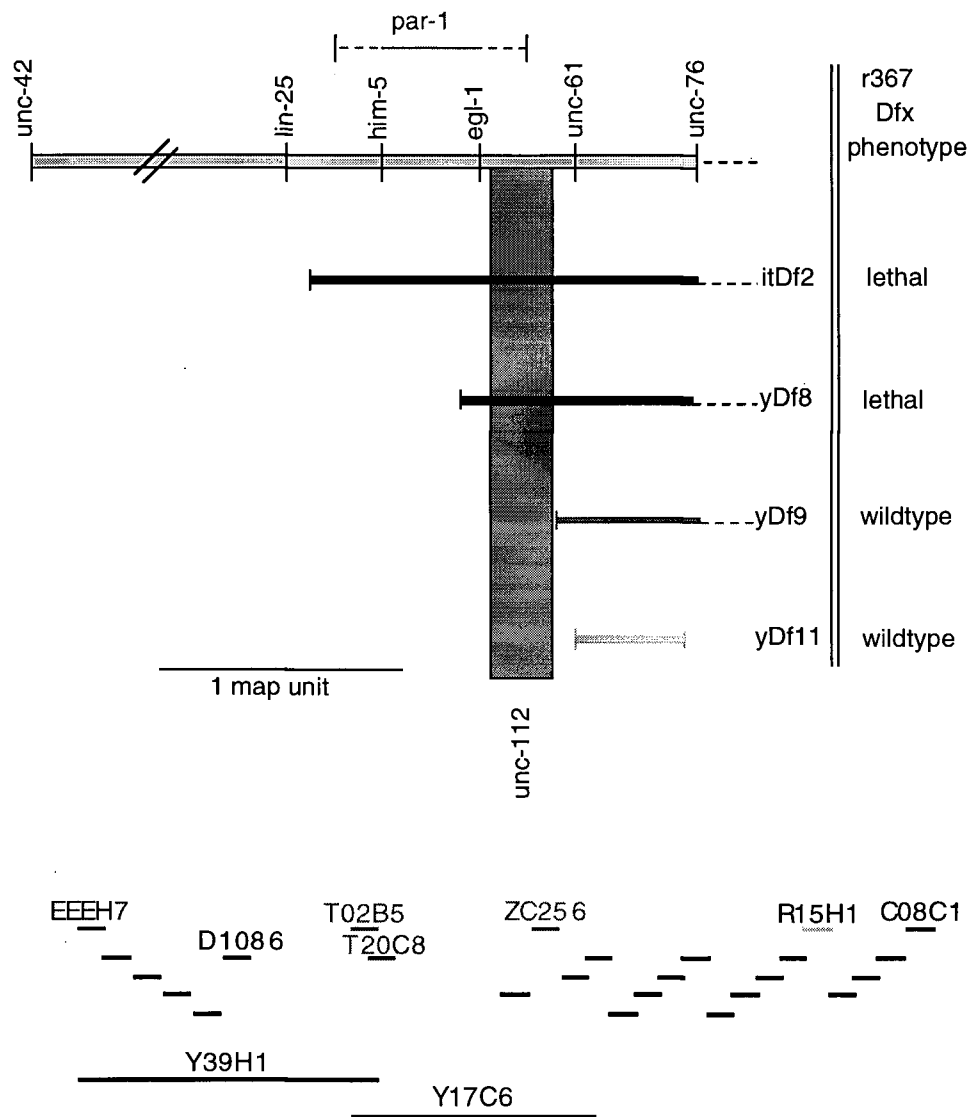 par-1
unc-42
lin-25
him-5
egl-1
unc-61
unc-76
r367
Dfx
phenotype
itDf2 lethal
yDf8 lethal
yDf9 wildtype
yDf11 wildtype
1 map unit
unc-112
EEEH7 T02B5 ZC256 R15H1 C08C1
D1086 T20C8
Y39H1
Y17C6